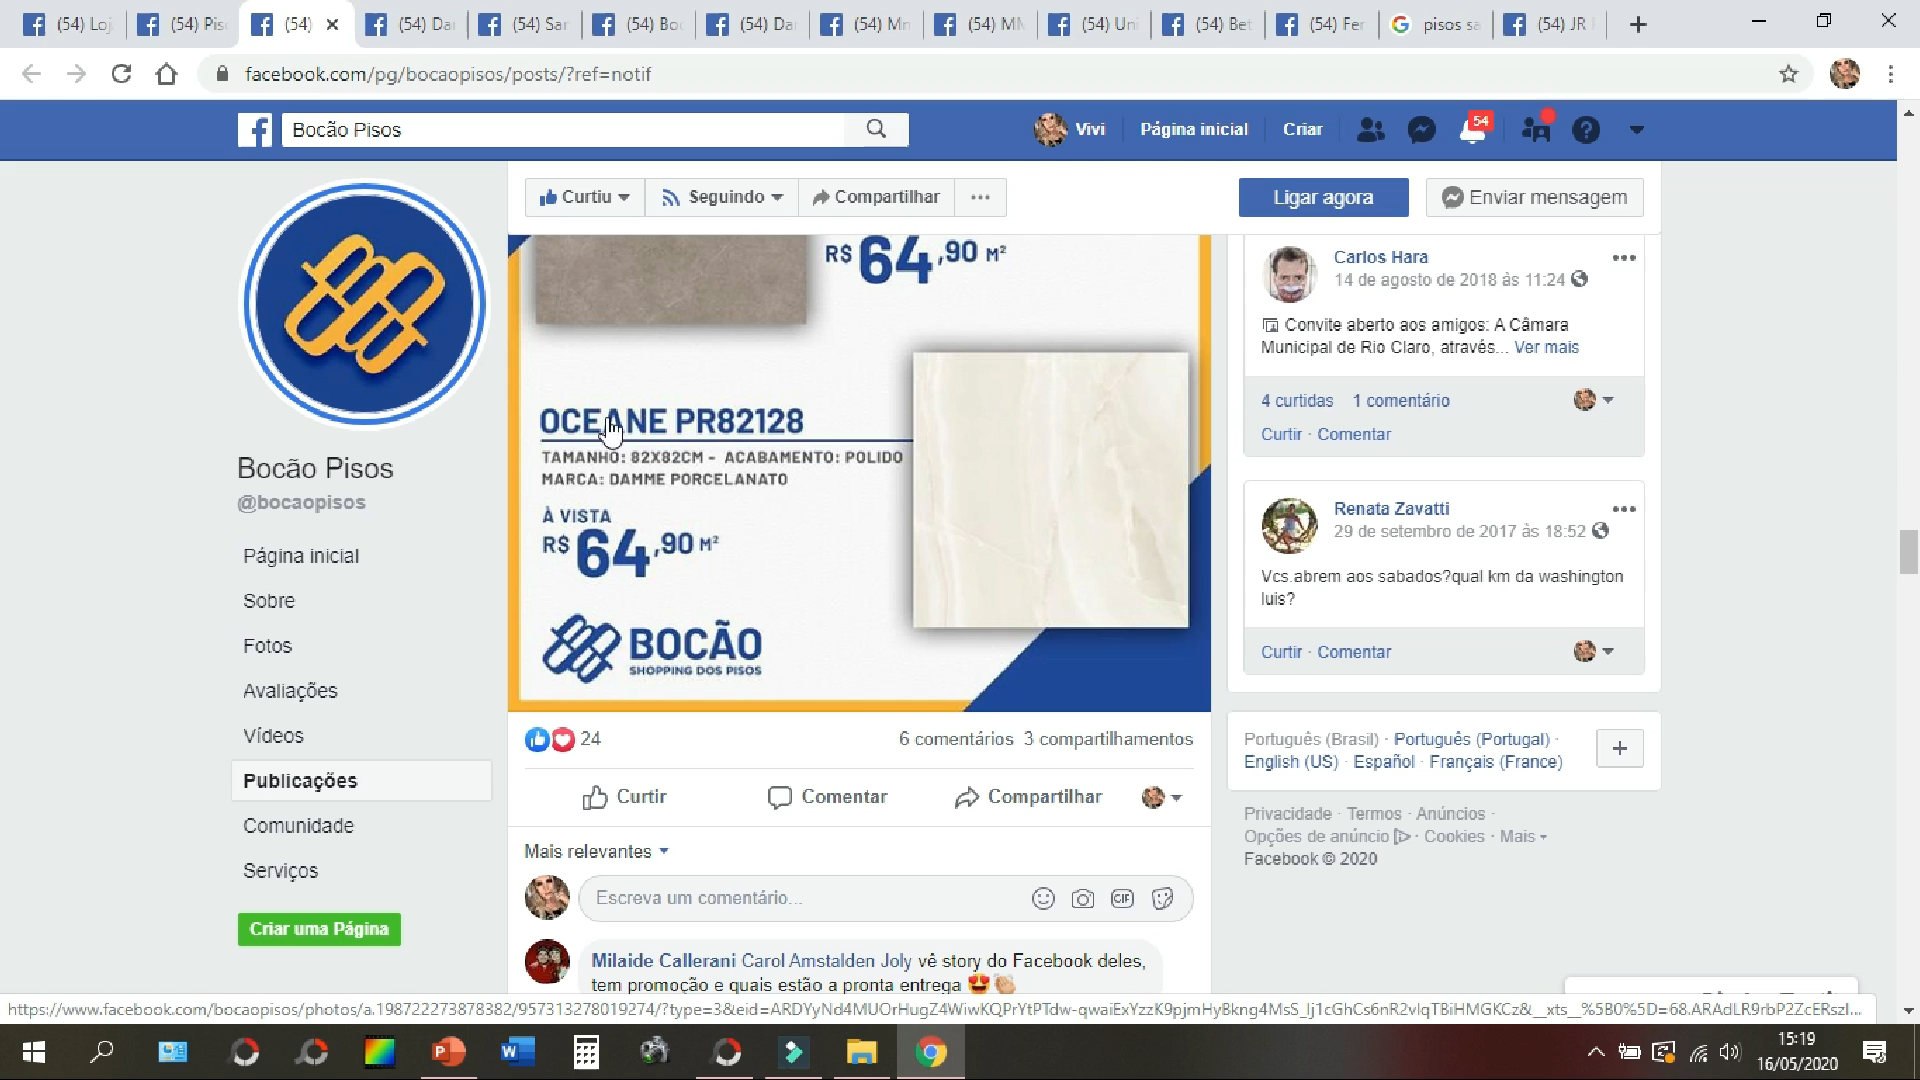 (54) Loj
(54) Pis
(54)
(54) Da
(54) Sar
(54) Boc
(54) Da
(54) Mn
(54) MN
(54) Uni
(54) Bet
(54) Fer
pisos sa
(54) JR
facebook.com/pg/bocaopisos/posts/?ref=notif
Bocão Pisos
Vivi
Página inicial
Criar
54
Curtiu
Seguindo
Compartilhar
Ligar agora
Enviar mensagem
Bocão Pisos
@bocaopisos
Página inicial
Sobre
Fotos
Avaliações
Vídeos
Publicações
Comunidade
Serviços
Criar uma Página
R$ 64,90 M²
OCEANE PR82128
TAMANHO: 82X82CM - ACABAMENTO: POLIDO
MARCA: DAMME PORCELANATO
À VISTA
R$ 64,90 M²
BOCÃO
SHOPPING DOS PISOS
24
6 comentários 3 compartilhamentos
Curtir
Comentar
Compartilhar
Mais relevantes
Escreva um comentário...
GIF
Milaide Callerani Carol Amstalden Joly vê story do Facebook deles,
tem promoção e quais estão a pronta entrega
Carlos Hara
14 de agosto de 2018 às 11:24
Convite aberto aos amigos: A Câmara
Municipal de Rio Claro, através... Ver mais
4 curtidas 1 comentário
Curtir · Comentar
Renata Zavatti
29 de setembro de 2017 às 18:52
Vcs.abrem aos sabados?qual km da washington
luis?
Curtir · Comentar
Português (Brasil) · Português (Portugal) ·
English (US) · Español · Français (France)
Privacidade · Termos · Anúncios ·
Opções de anúncio · Cookies · Mais
Facebook © 2020
15:19
16/05/2020